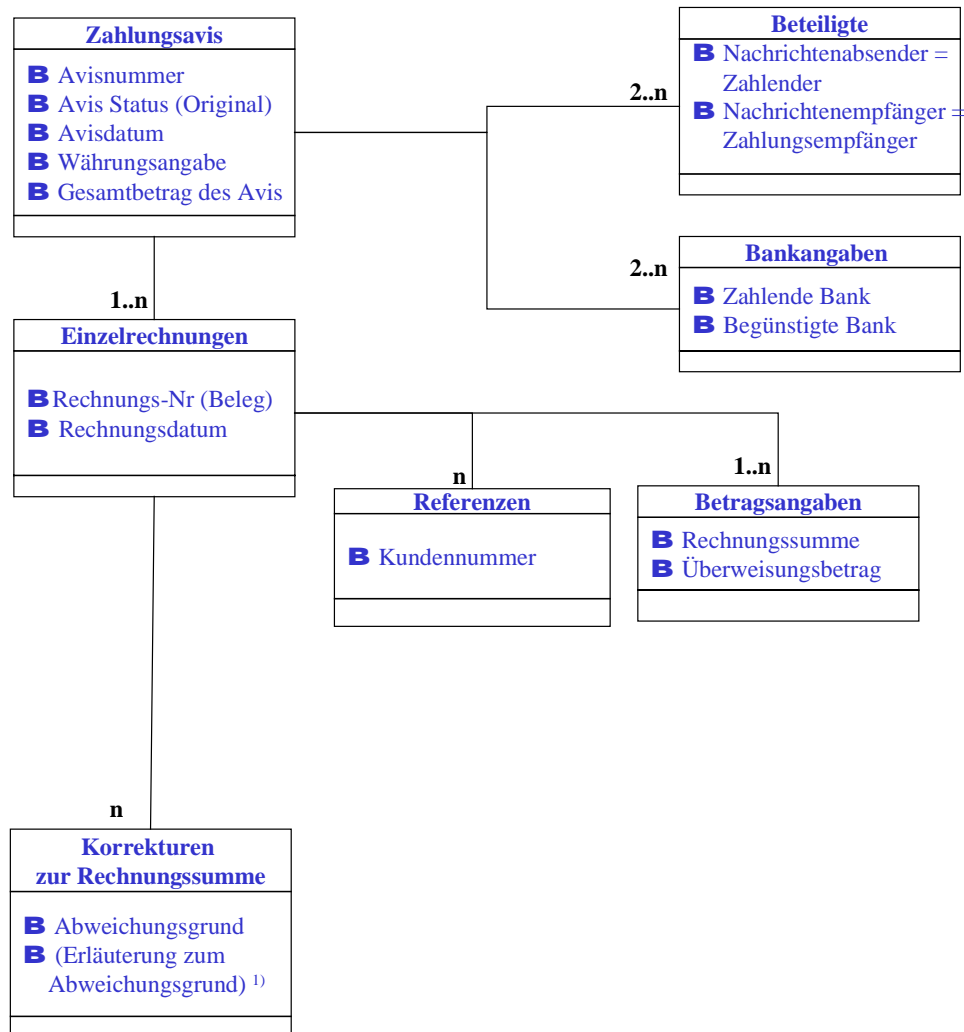 Zahlungsavis
B Avisnummer
B Avis Status (Original)
B Avisdatum
B Währungsangabe
B Gesamtbetrag des Avis
Beteiligte
B Nachrichtenabsender =
Zahlender
B Nachrichtenempfänger =
Zahlungsempfänger
2..n
Bankangaben
B Zahlende Bank
B Begünstigte Bank
2..n
1..n
Einzelrechnungen
B Rechnungs-Nr (Beleg)
B Rechnungsdatum
n
Referenzen
B Kundennummer
1..n
Betragsangaben
B Rechnungssumme
B Überweisungsbetrag
n
Korrekturen
zur Rechnungssumme
B Abweichungsgrund
B (Erläuterung zum
Abweichungsgrund) 1)